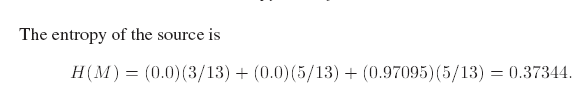 The entropy of the source is
H(M) = (0.0)(3/13) + (0.0)(5/13) + (0.97095)(5/13) = 0.37344.